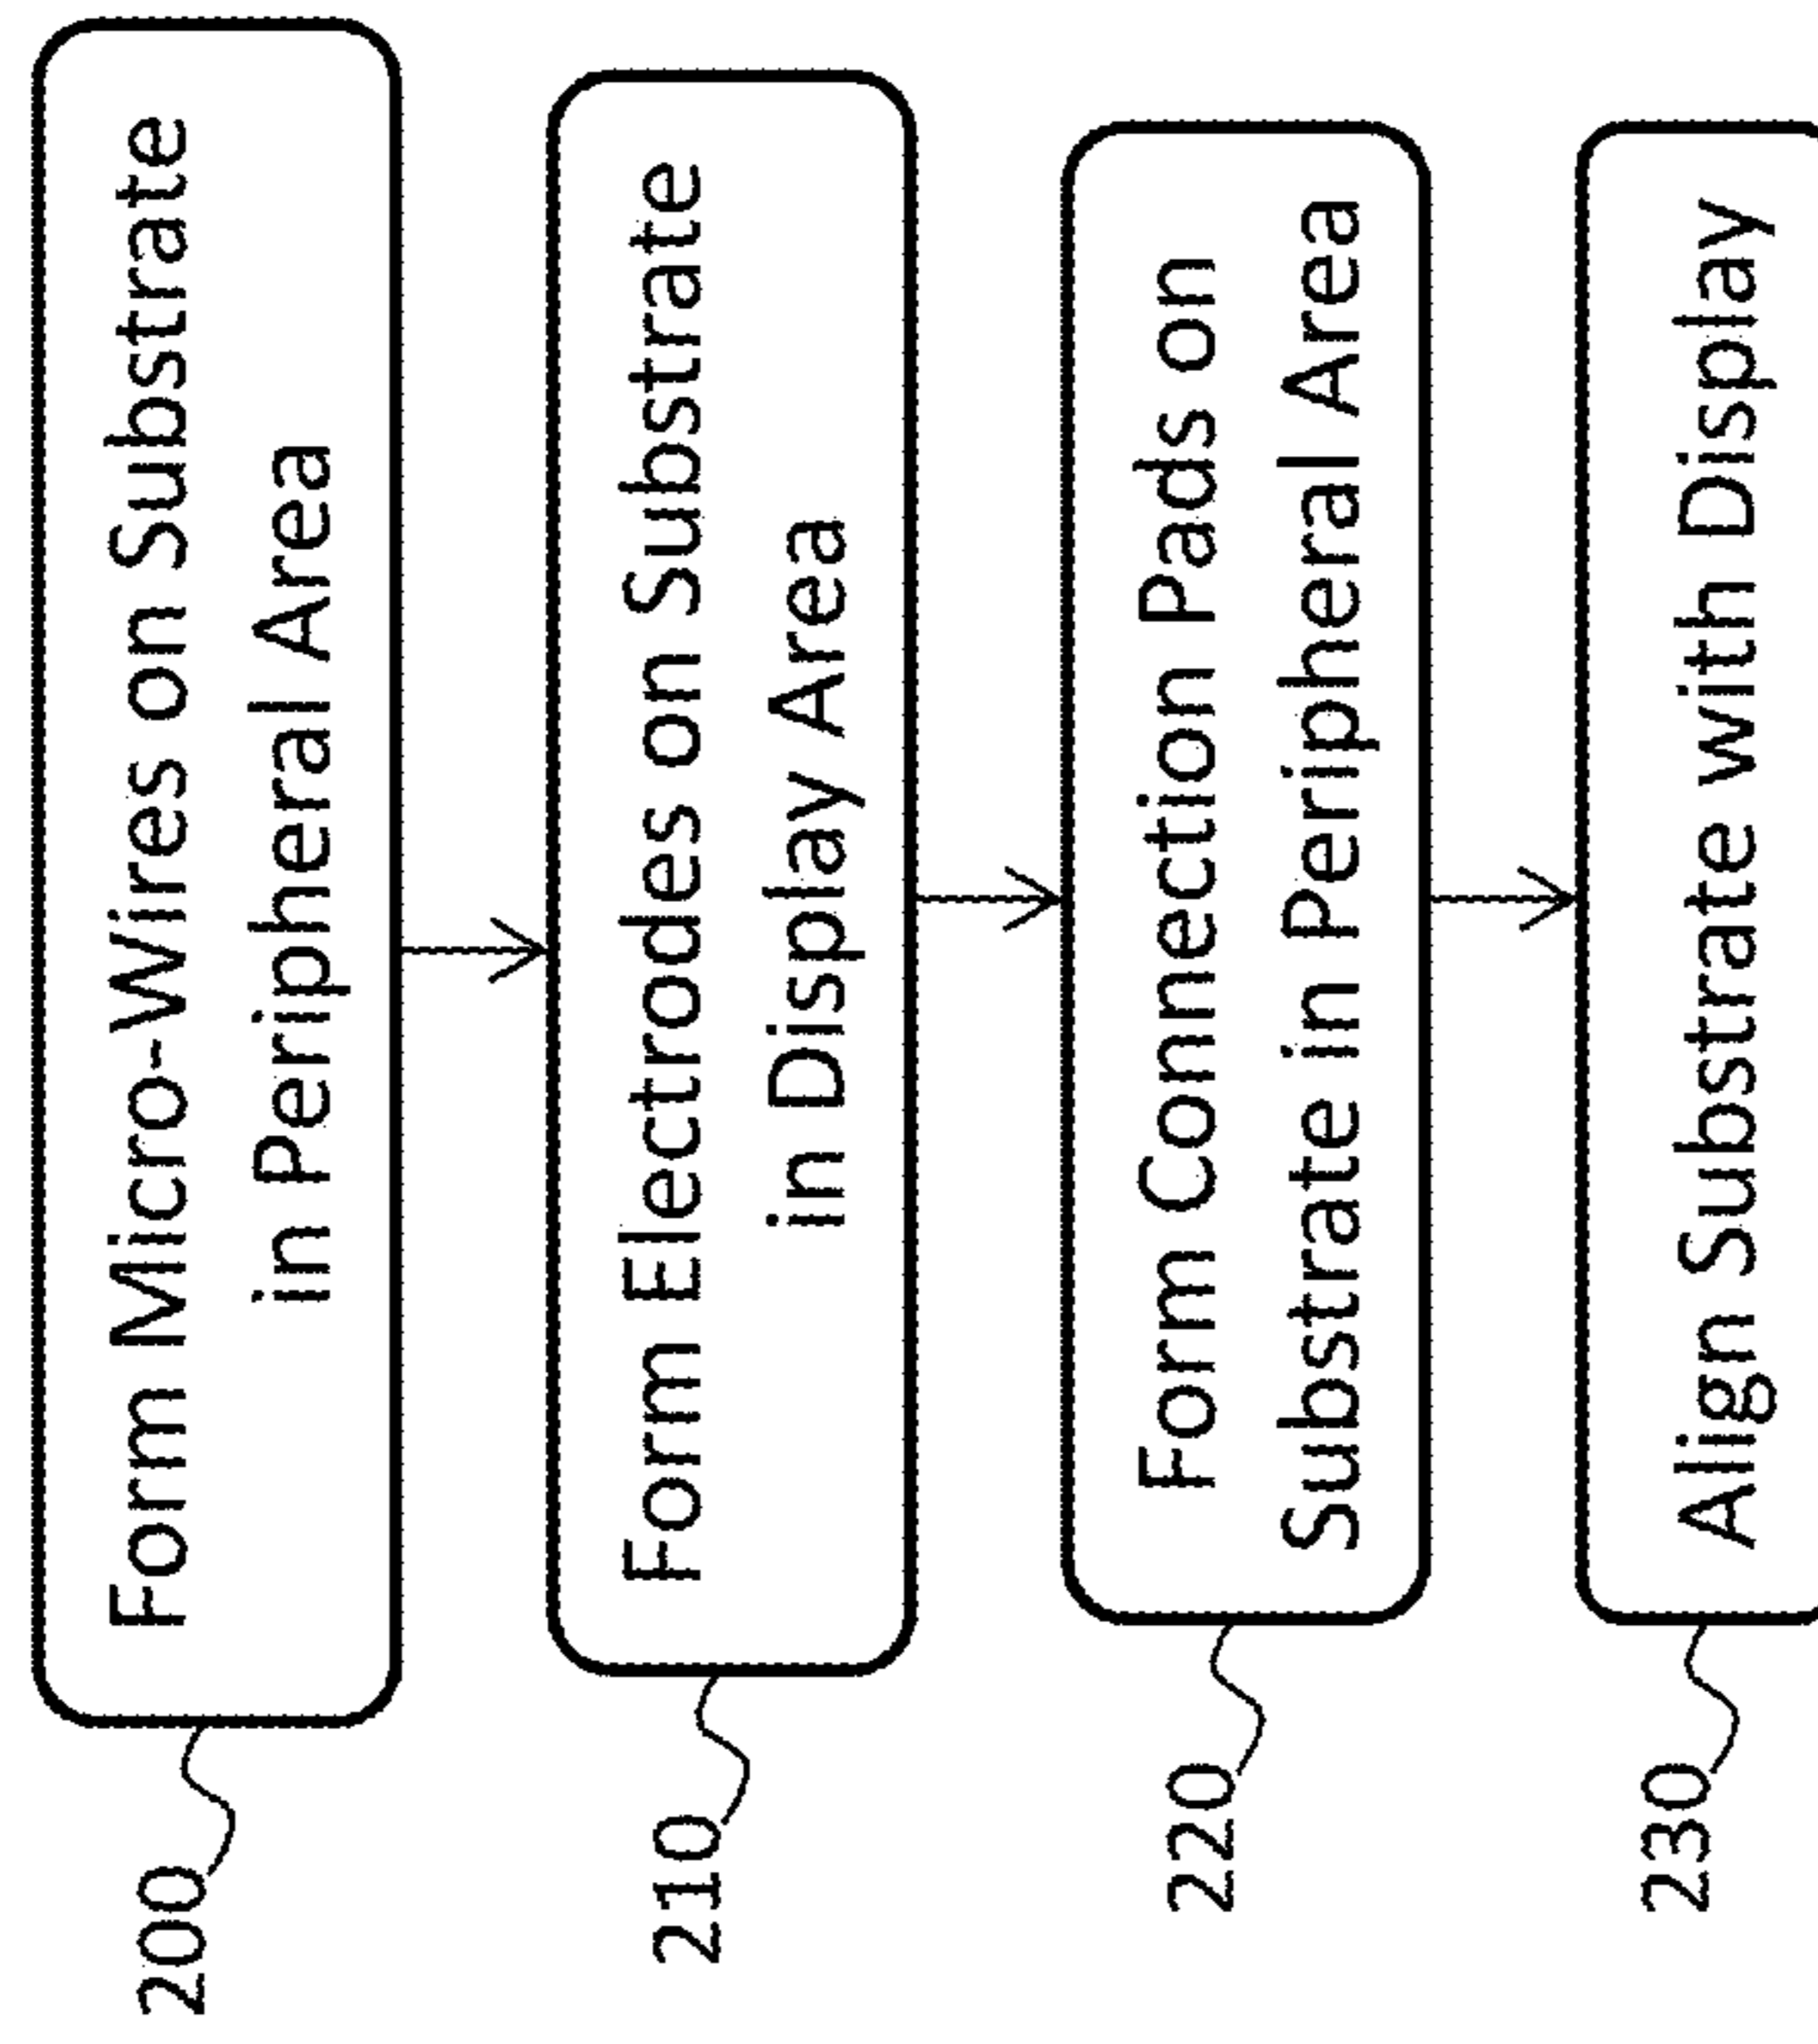 200
Form Micro-Wires on Substrate
in Peripheral Area
210
Form Electrodes on Substrate
in Display Area
220
Form Connection Pads on
Substrate in Peripheral Area
230
Align Substrate with Display